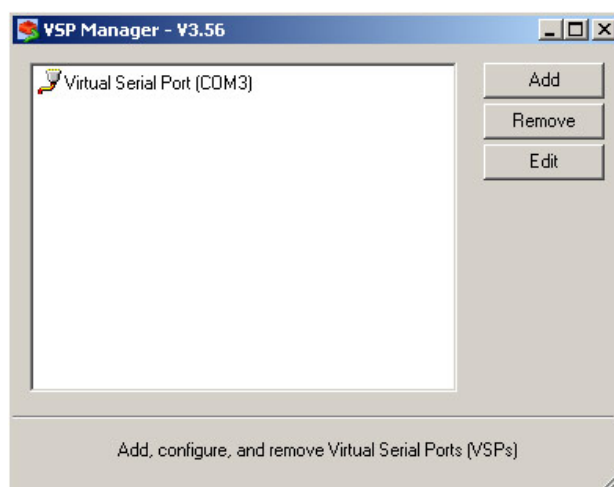 VSP Manager - V3.56
Virtual Serial Port (COM3)
Add
Remove
Edit
Add, configure, and remove Virtual Serial Ports (VSPs)